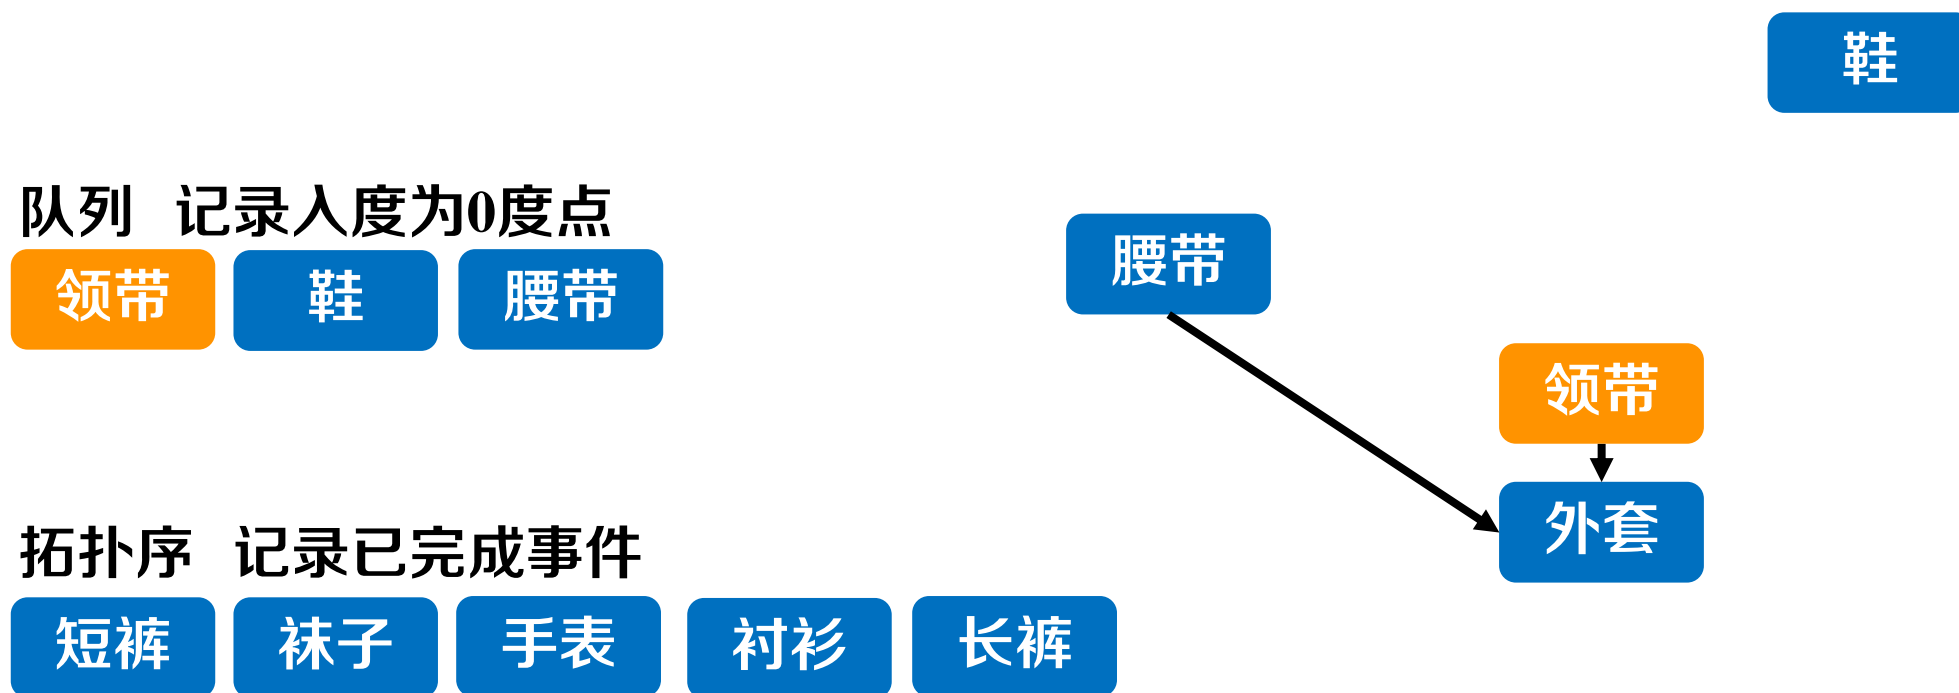 鞋
队列 记录入度为0度点
领带 鞋 腰带
腰带
领带
外套
拓扑序 记录已完成事件
短裤 袜子 手表 衬衫 长裤